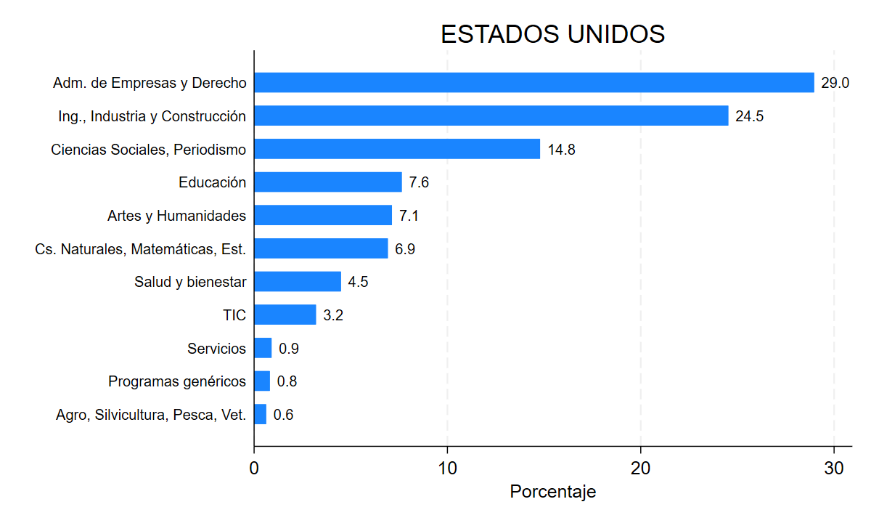 ESTADOS UNIDOS
Adm. de Empresas y Derecho 29.0
Ing., Industria y Construcción 24.5
Ciencias Sociales, Periodismo 14.8
Educación 7.6
Artes y Humanidades 7.1
Cs. Naturales, Matemáticas, Est. 6.9
Salud y bienestar 4.5
TIC 3.2
Servicios 0.9
Programas genéricos 0.8
Agro, Silvicultura, Pesca, Vet. 0.6
0 10 20 30
Porcentaje